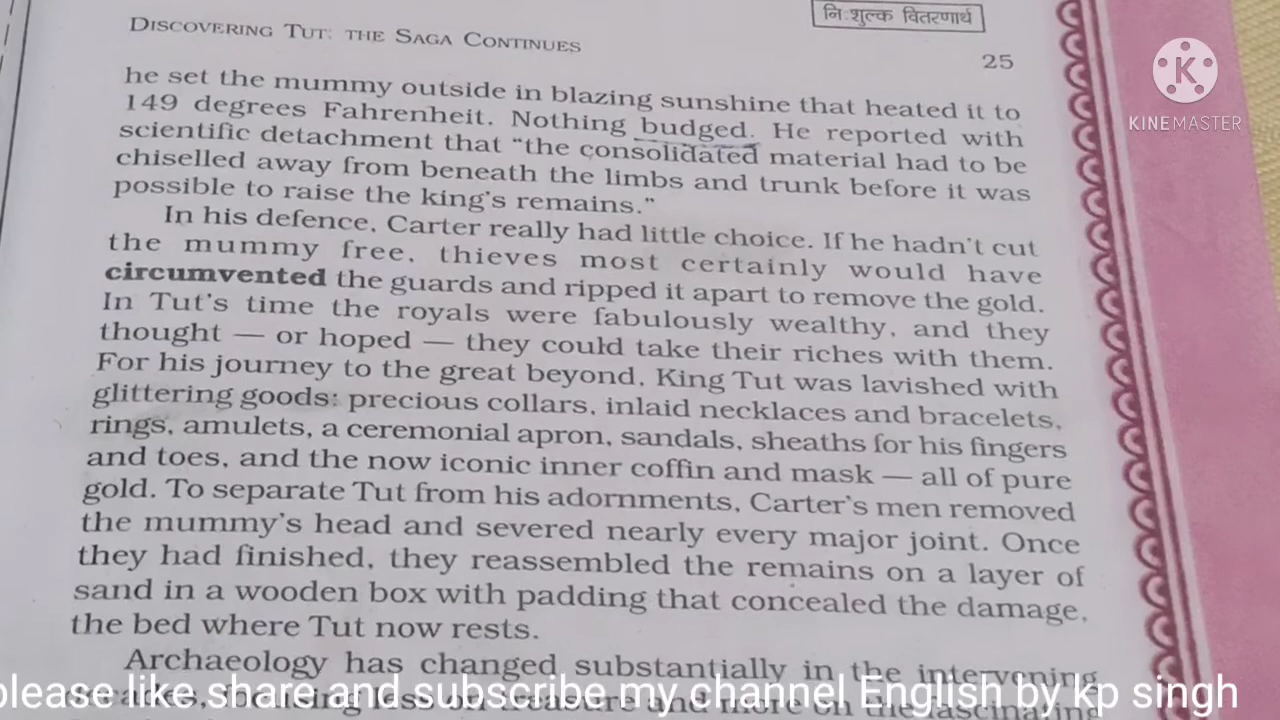 DISCOVERING TUT: THE SAGA CONTINUES
नि:शुल्क वितरणार्थ
25
he set the mummy outside in blazing sunshine that heated it to
149 degrees Fahrenheit. Nothing budged. He reported with
scientific detachment that “the consolidated material had to be
chiselled away from beneath the limbs and trunk before it was
possible to raise the king’s remains.”
In his defence, Carter really had little choice. If he hadn’t cut
the mummy free, thieves most certainly would have
circumvented the guards and ripped it apart to remove the gold.
In Tut’s time the royals were fabulously wealthy, and they
thought — or hoped — they could take their riches with them.
For his journey to the great beyond, King Tut was lavished with
glittering goods: precious collars, inlaid necklaces and bracelets,
rings, amulets, a ceremonial apron, sandals, sheaths for his fingers
and toes, and the now iconic inner coffin and mask — all of pure
gold. To separate Tut from his adornments, Carter’s men removed
the mummy’s head and severed nearly every major joint. Once
they had finished, they reassembled the remains on a layer of
sand in a wooden box with padding that concealed the damage,
the bed where Tut now rests.
Archaeology has changed substantially in the intervening
please like,share and subscribe my channel English by kp singh
K
KINEMASTER